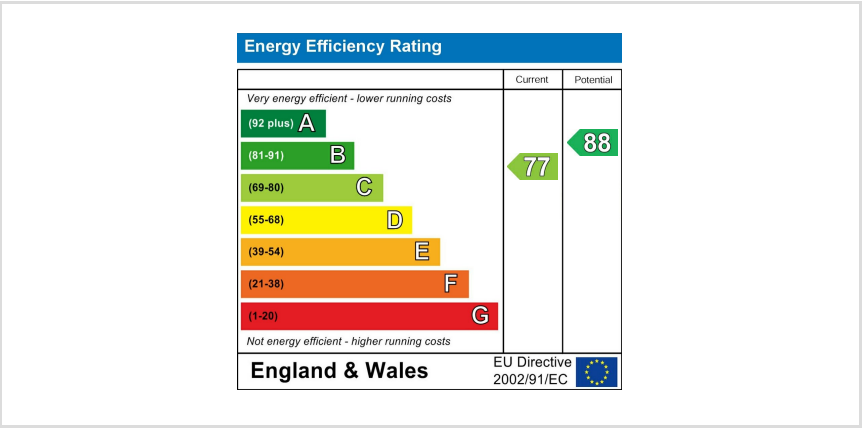 Energy Efficiency Rating
Current Potential
Very energy efficient - lower running costs
(92 plus) A
(81-91) B
(69-80) C
(55-68) D
(39-54) E
(21-38) F
(1-20) G
77
88
Not energy efficient - higher running costs
England & Wales
EU Directive
2002/91/EC